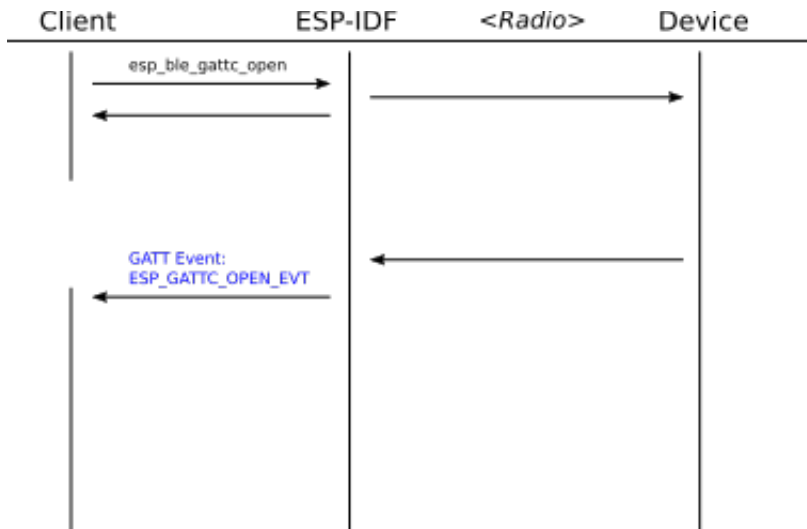 Client ESP-IDF <Radio> Device
esp_ble_gattc_open
GATT Event:
ESP_GATTC_OPEN_EVT